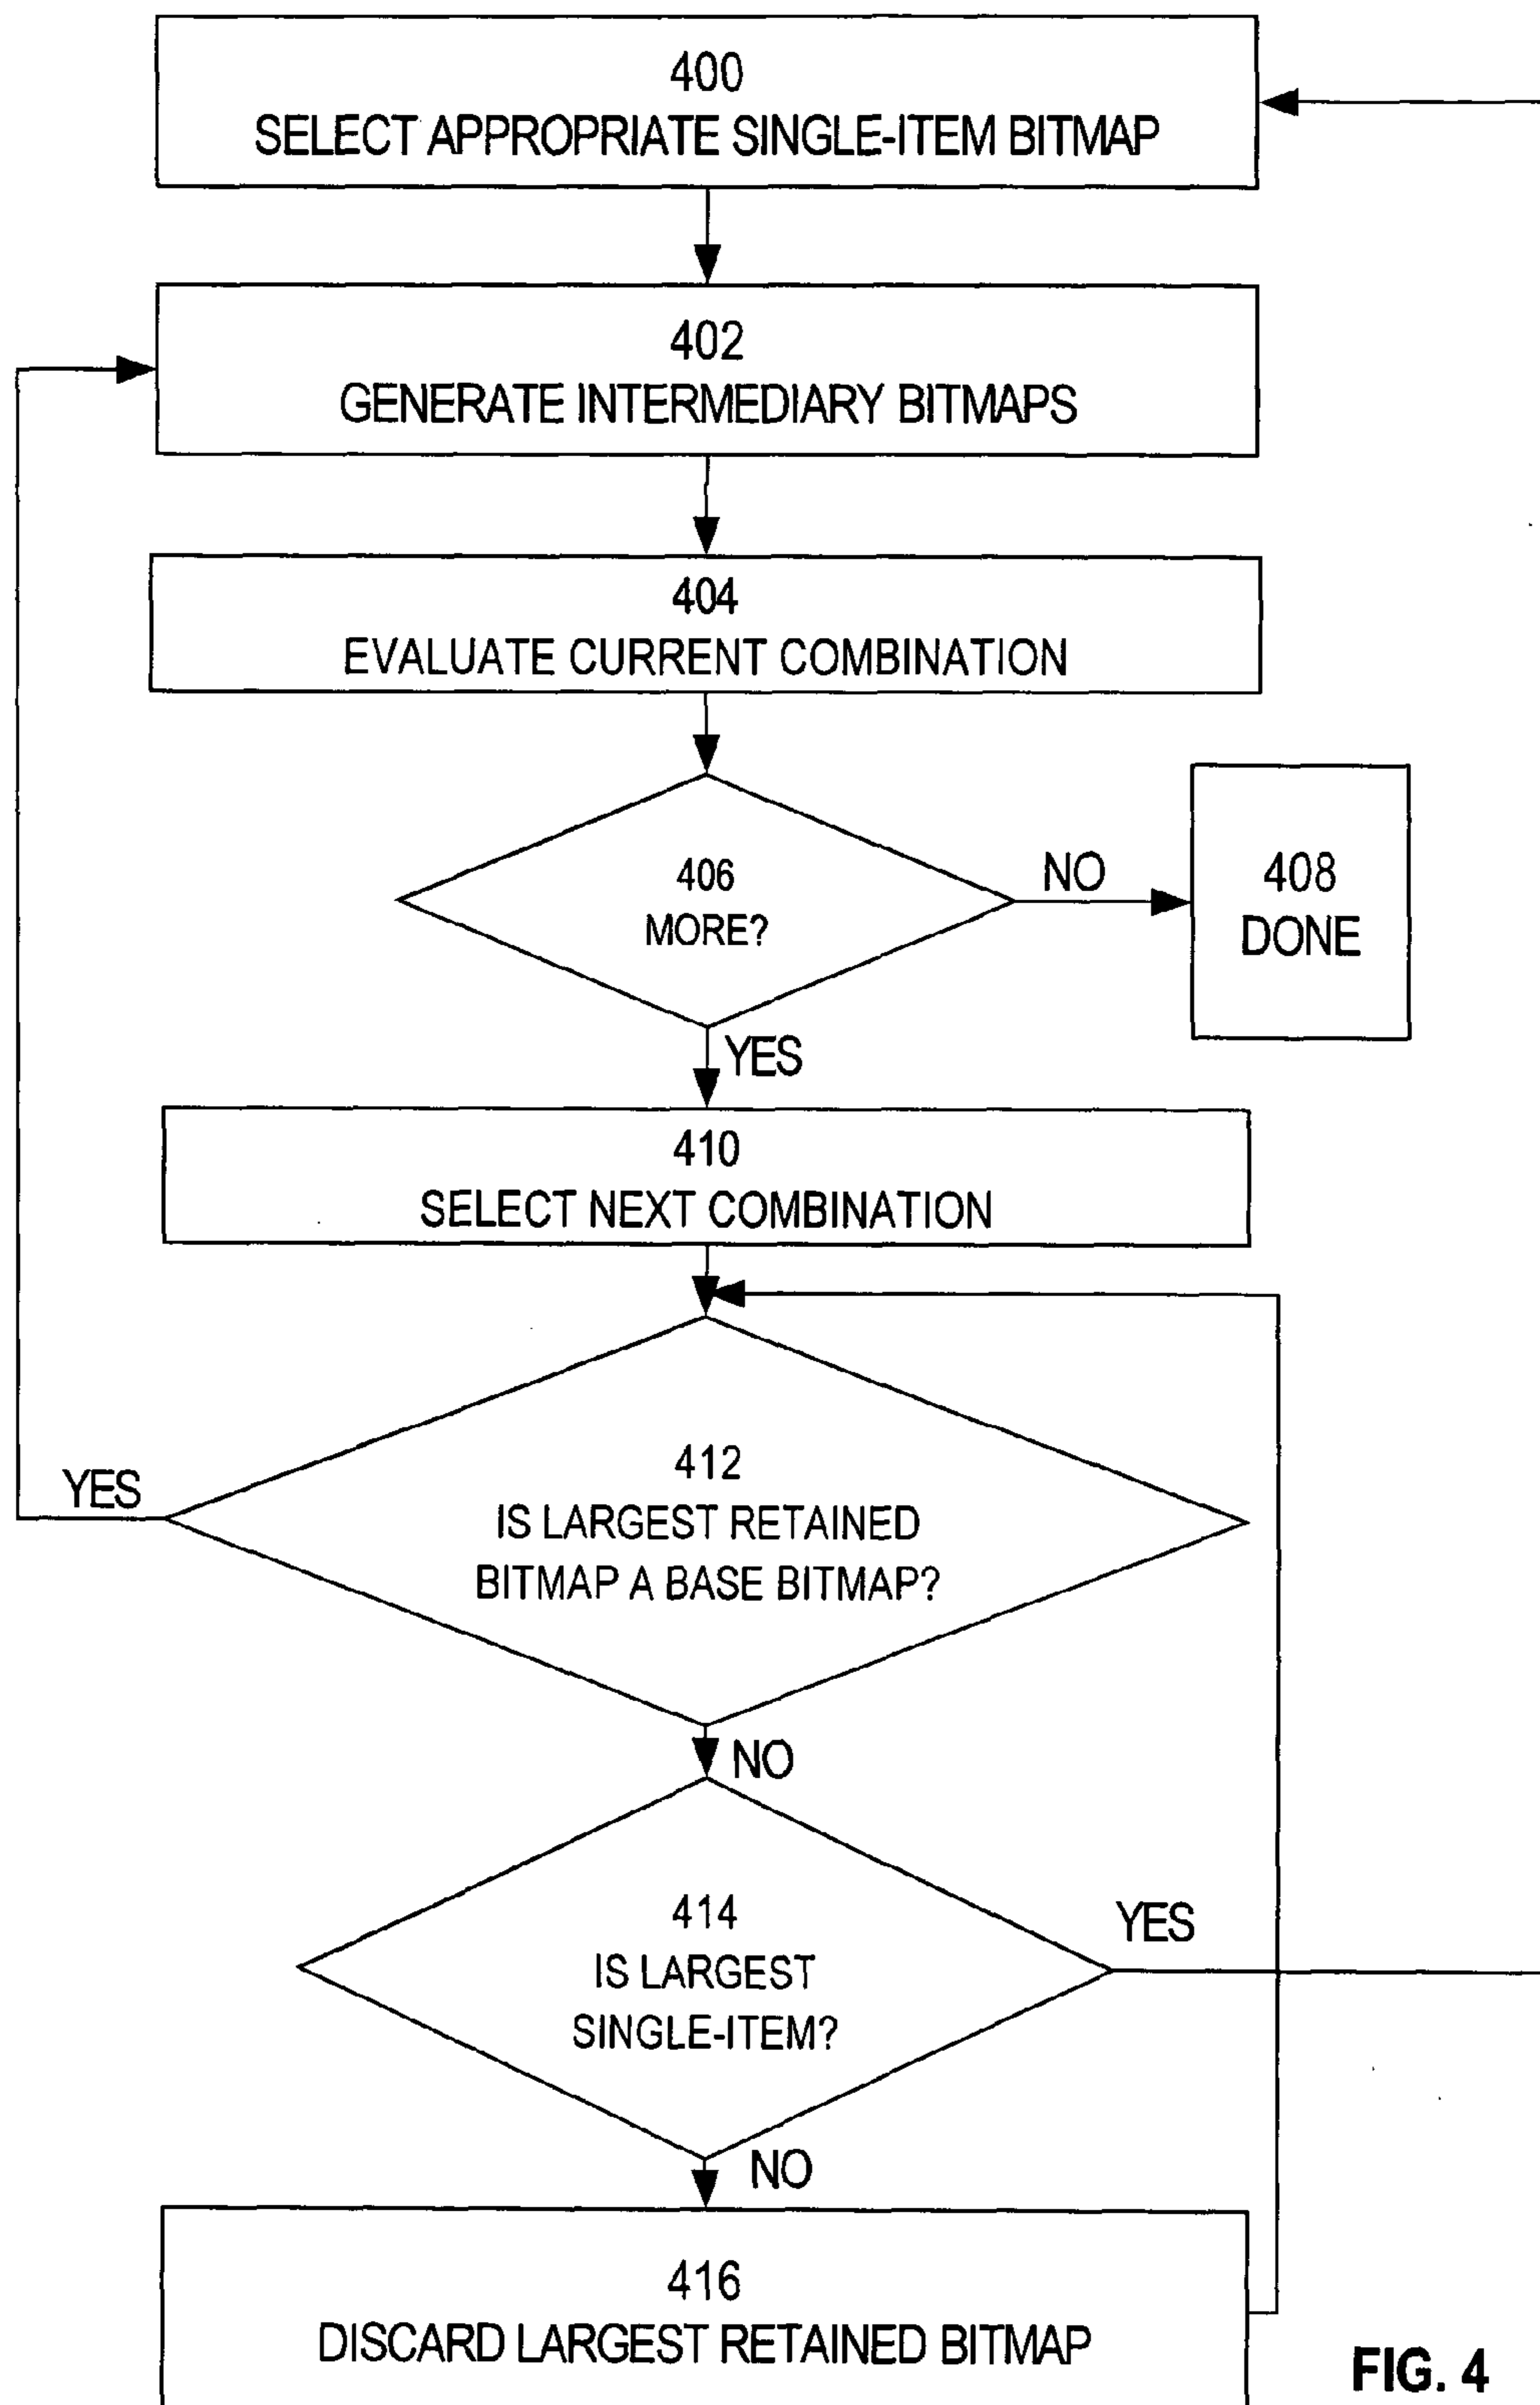 400
SELECT APPROPRIATE SINGLE-ITEM BITMAP
402
GENERATE INTERMEDIARY BITMAPS
404
EVALUATE CURRENT COMBINATION
406
MORE?
NO
408
DONE
YES
410
SELECT NEXT COMBINATION
YES
412
IS LARGEST RETAINED
BITMAP A BASE BITMAP?
NO
414
IS LARGEST
SINGLE-ITEM?
YES
NO
416
DISCARD LARGEST RETAINED BITMAP
FIG. 4